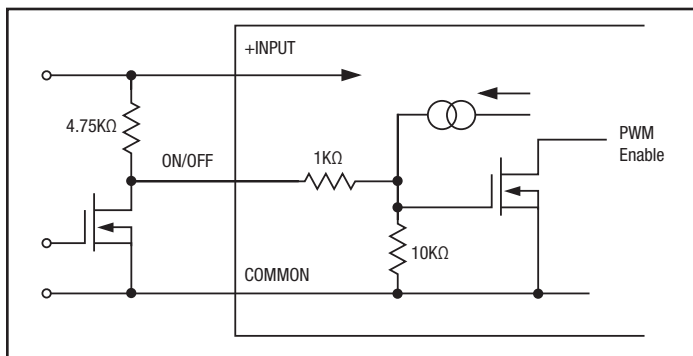 +INPUT
4.75KΩ
ON/OFF
1KΩ
PWM
Enable
10KΩ
COMMON